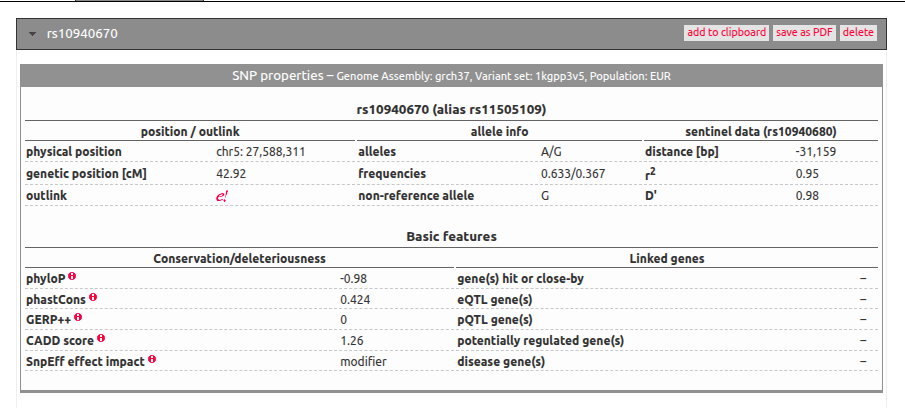 rs10940670 add to clipboard save as PDF delete
SNP properties – Genome Assembly: grch37, Variant set: 1kgpp3v5, Population: EUR
rs10940670 (alias rs11505109)
position / outlink allele info sentinel data (rs10940680)
physical position chr5: 27,588,311 alleles A/G distance [bp] -31,159
genetic position [cM] 42.92 frequencies 0.633/0.367 r² 0.95
outlink e! non-reference allele G D' 0.98
Basic features
Conservation/deleteriousness Linked genes
phyloP -0.98 gene(s) hit or close-by –
phastCons 0.424 eQTL gene(s) –
GERP++ 0 pQTL gene(s) –
CADD score 1.26 potentially regulated gene(s) –
SnpEff effect impact modifier disease gene(s) –